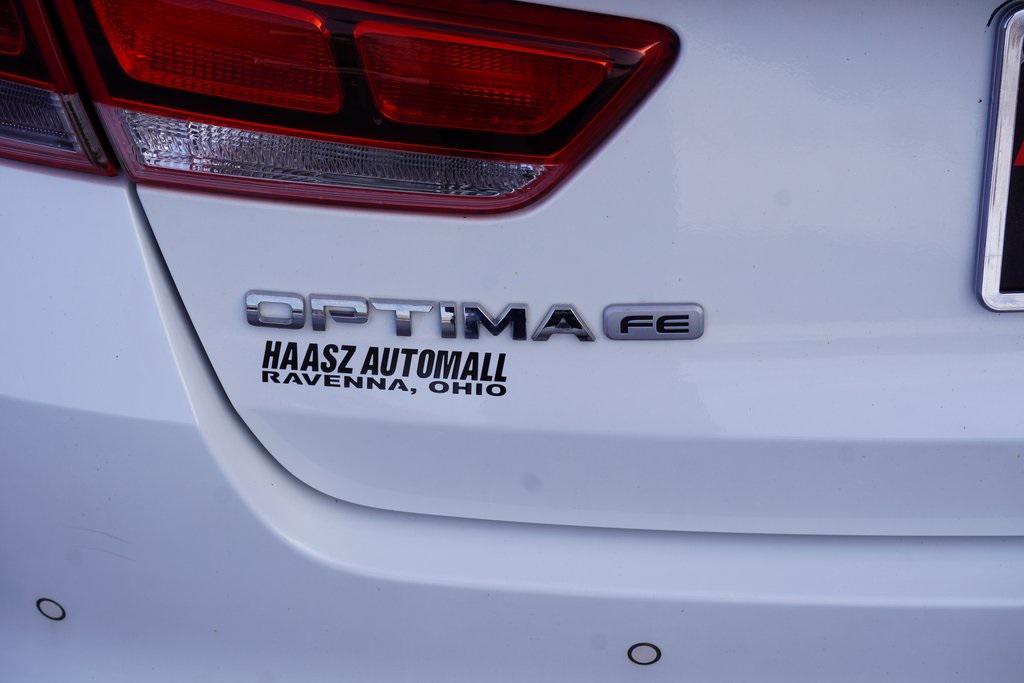 OPTIMA FE
HAASZ AUTOMALL
RAVENNA, OHIO